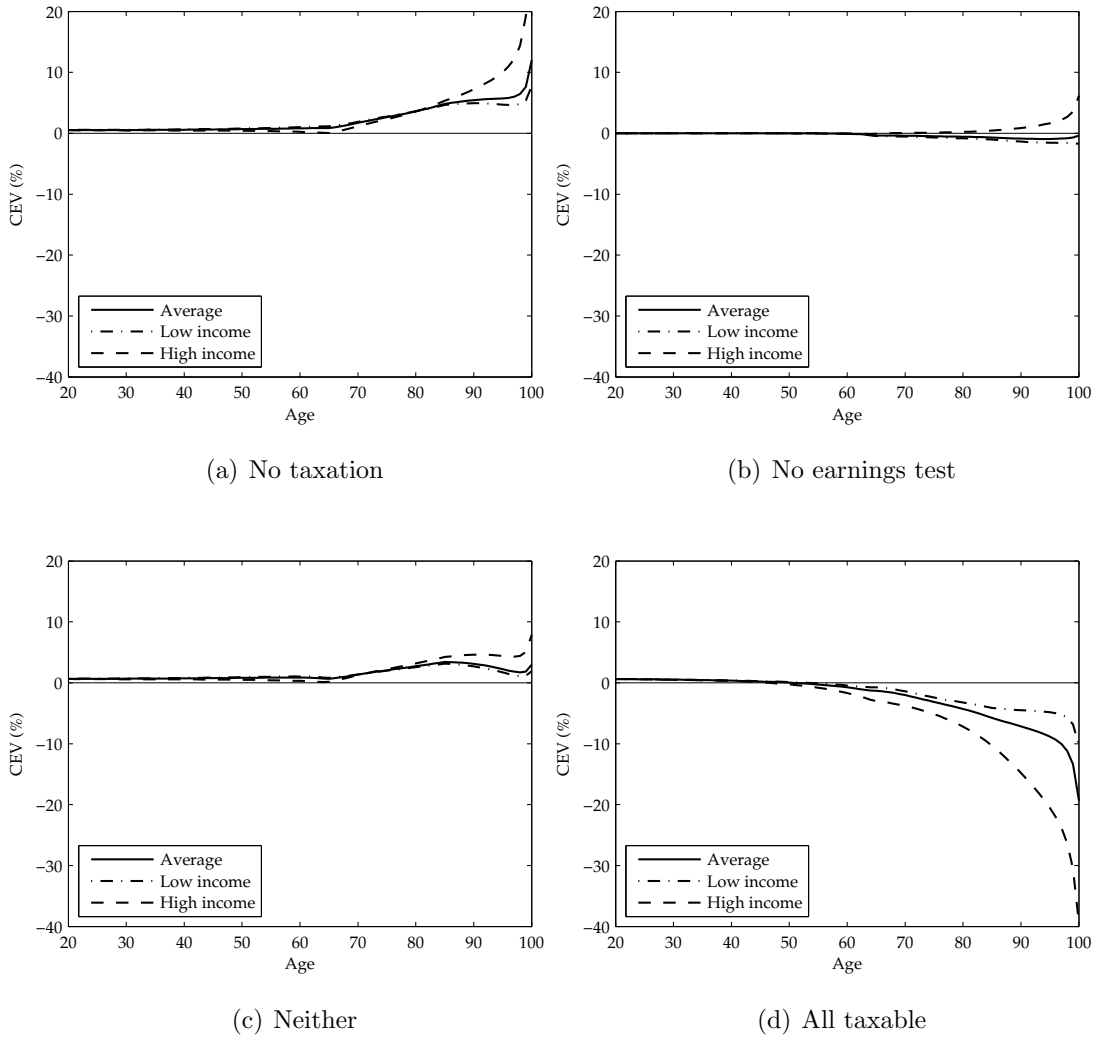 20
10
0
−10
−20
−30
−40
CEV (%)
Average
Low income
High income
20 30 40 50 60 70 80 90 100
Age
(a) No taxation
20
10
0
−10
−20
−30
−40
CEV (%)
Average
Low income
High income
20 30 40 50 60 70 80 90 100
Age
(b) No earnings test
20
10
0
−10
−20
−30
−40
CEV (%)
Average
Low income
High income
20 30 40 50 60 70 80 90 100
Age
(c) Neither
20
10
0
−10
−20
−30
−40
CEV (%)
Average
Low income
High income
20 30 40 50 60 70 80 90 100
Age
(d) All taxable